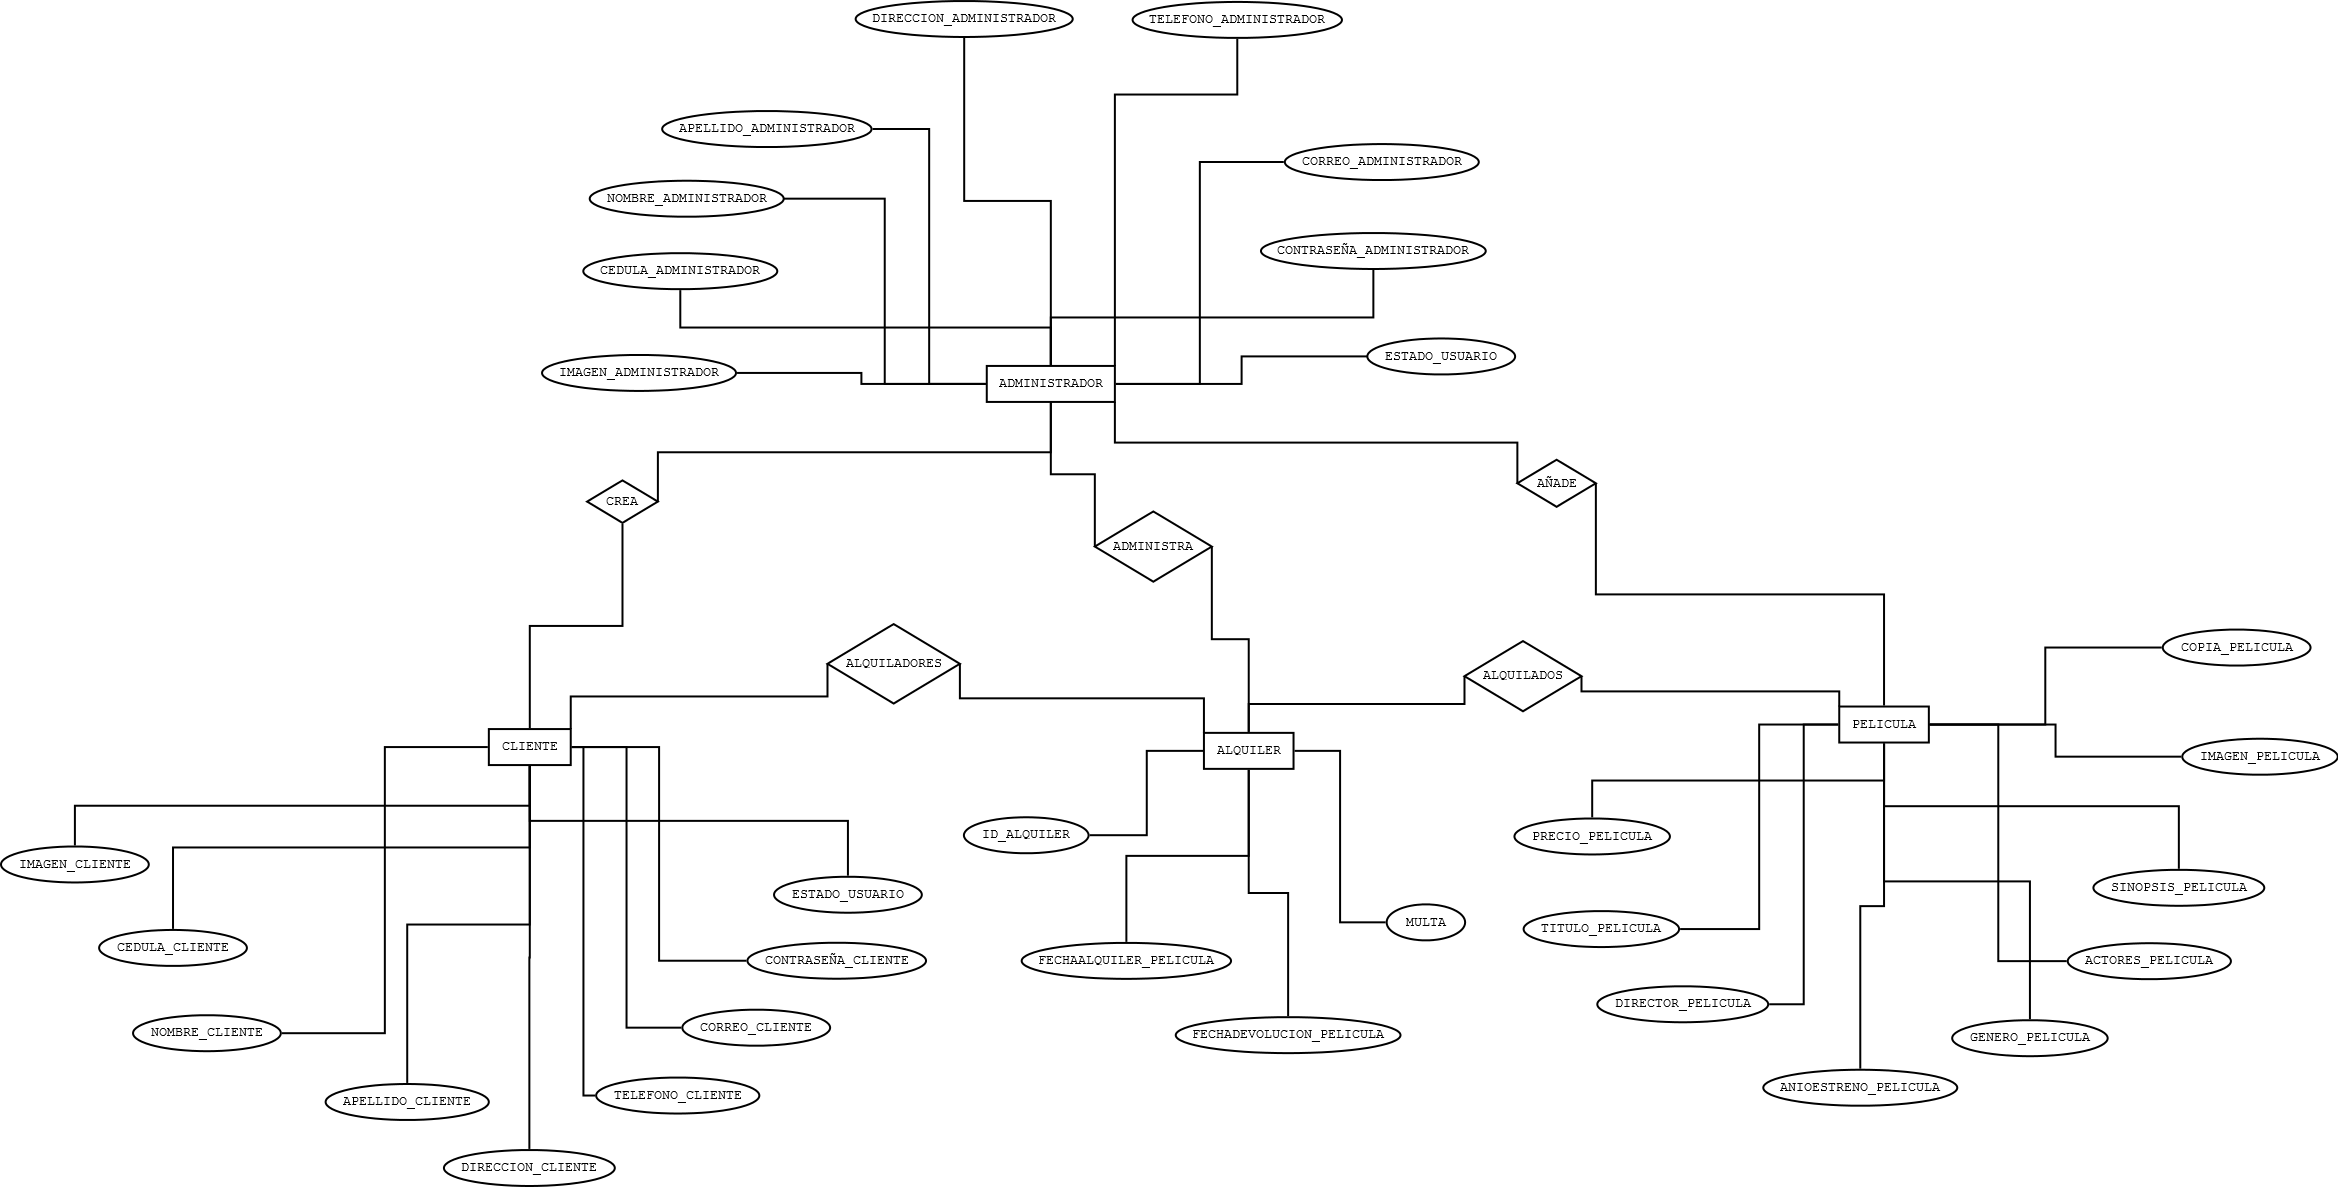 DIRECCION_ADMINISTRADOR
TELEFONO_ADMINISTRADOR
APELLIDO_ADMINISTRADOR
CORREO_ADMINISTRADOR
NOMBRE_ADMINISTRADOR
CONTRASEÑA_ADMINISTRADOR
CEDULA_ADMINISTRADOR
ESTADO_USUARIO
IMAGEN_ADMINISTRADOR
ADMINISTRADOR
AÑADE
CREA
ADMINISTRA
COPIA_PELICULA
ALQUILADORES
ALQUILADOS
PELICULA
CLIENTE
ALQUILER
IMAGEN_PELICULA
ID_ALQUILER
PRECIO_PELICULA
IMAGEN_CLIENTE
SINOPSIS_PELICULA
ESTADO_USUARIO
MULTA
TITULO_PELICULA
CEDULA_CLIENTE
CONTRASEÑA_CLIENTE
FECHAALQUILER_PELICULA
ACTORES_PELICULA
DIRECTOR_PELICULA
NOMBRE_CLIENTE
CORREO_CLIENTE
FECHADEVOLUCION_PELICULA
GENERO_PELICULA
ANIOESTRENO_PELICULA
APELLIDO_CLIENTE
TELEFONO_CLIENTE
DIRECCION_CLIENTE